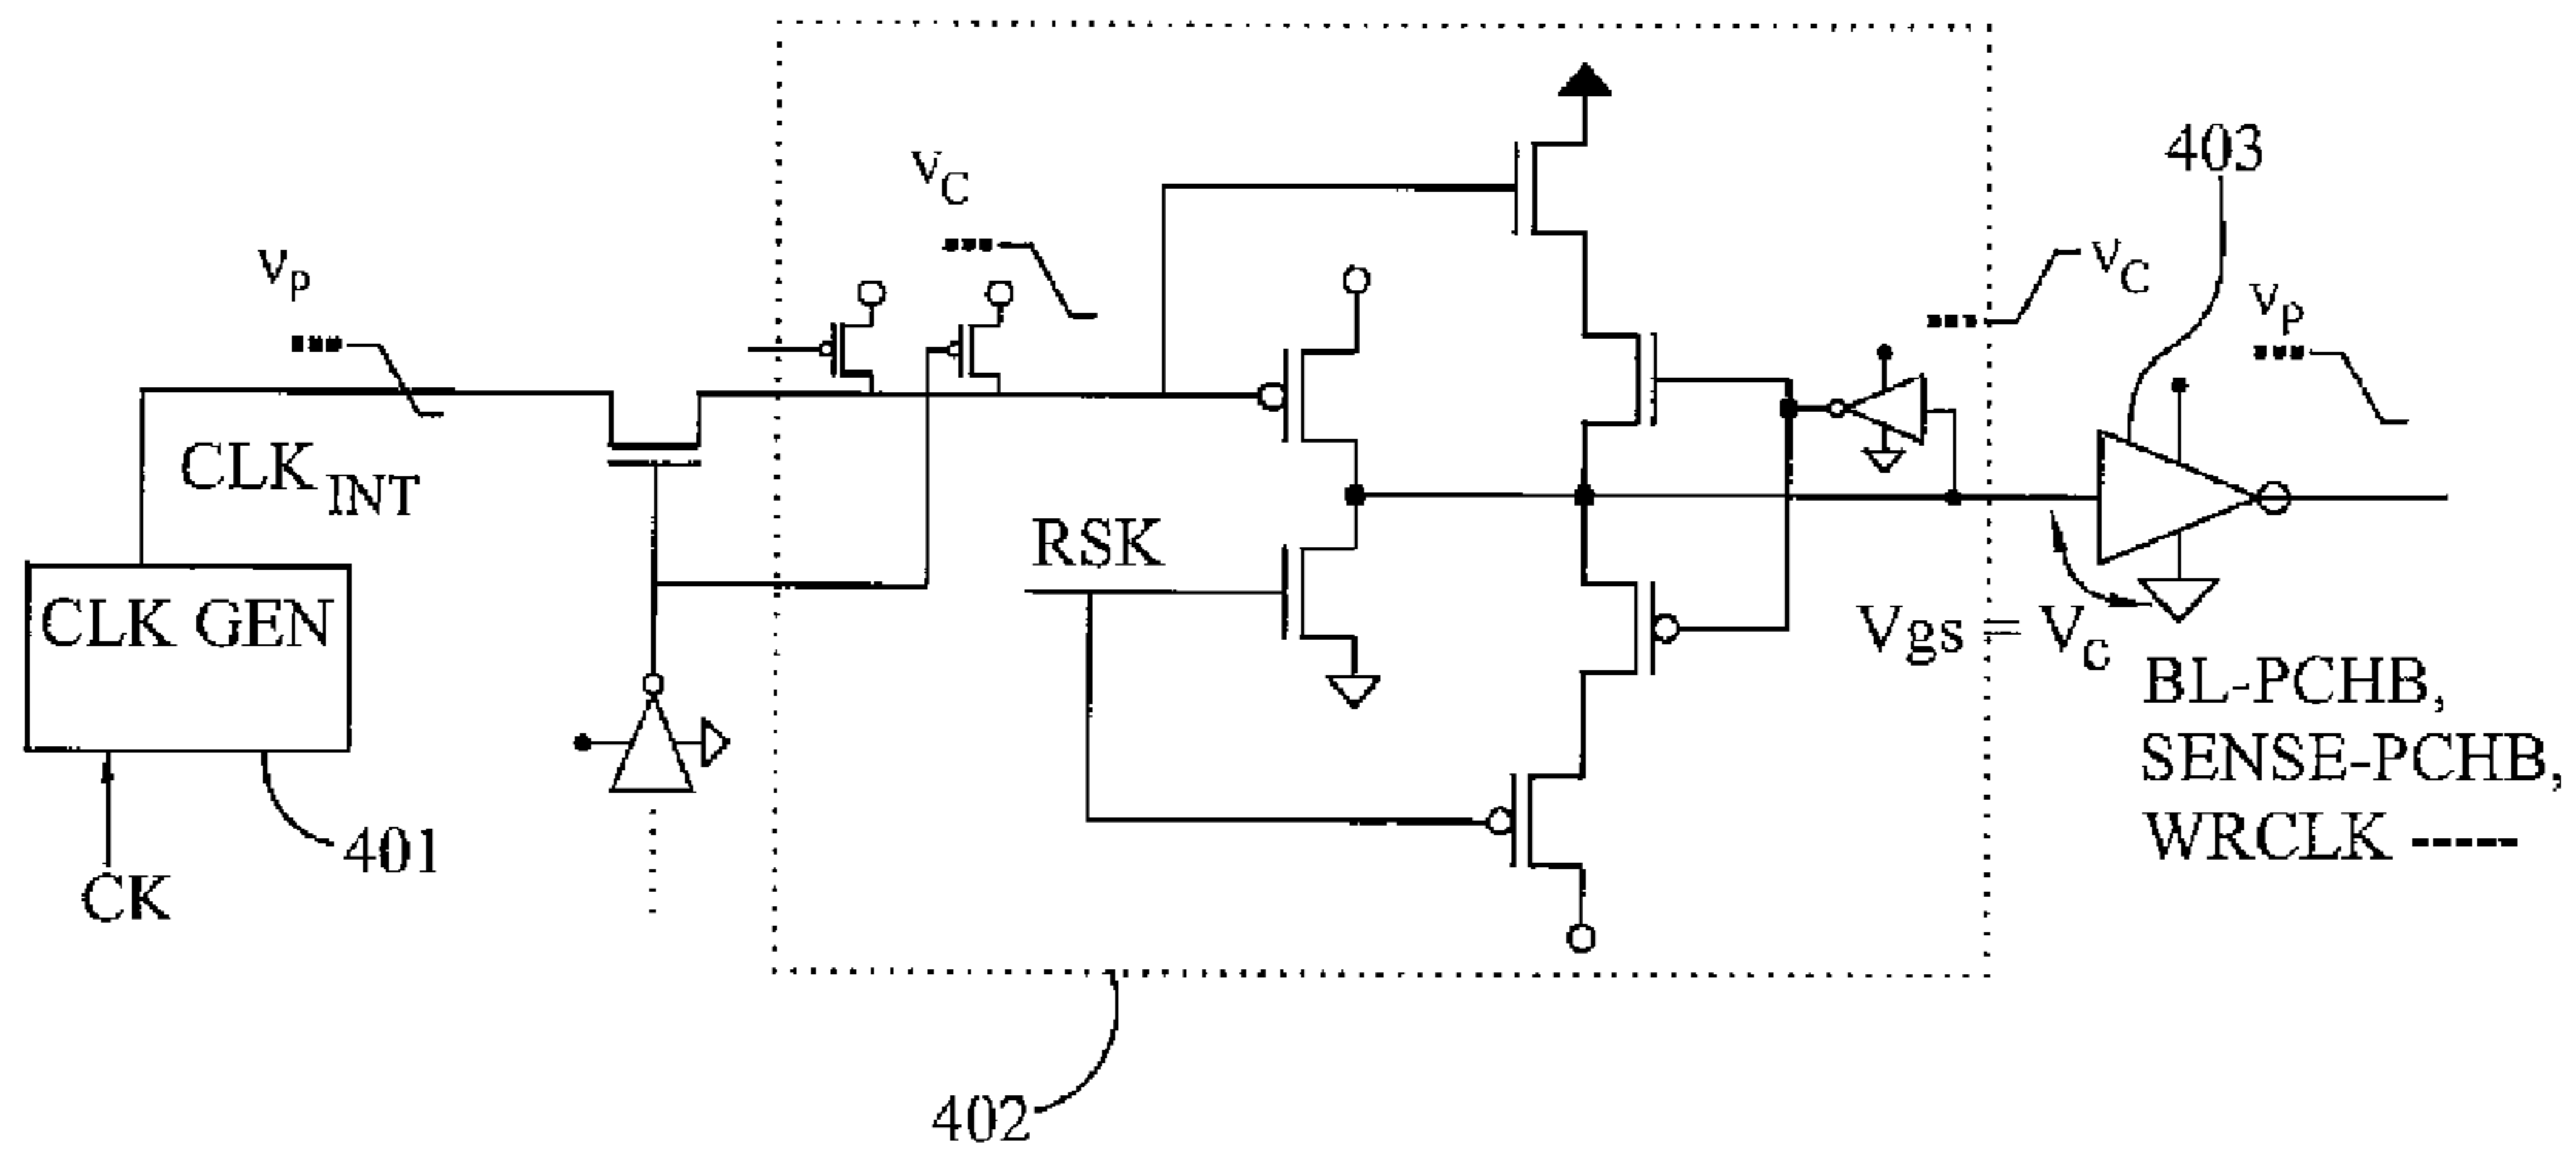 403
v_C
v_C
v_p
v_p
CLK_INT
RSK
CLK GEN
Vgs = V_c
BL-PCHB,
SENSE-PCHB,
WRCLK -----
401
CK
402